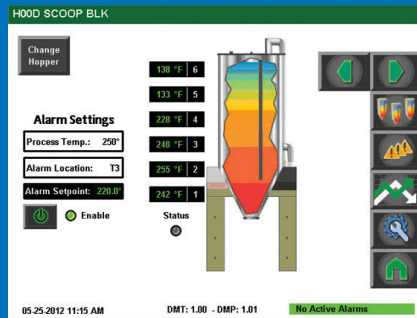 H00D SCOOP BLK
Change
Hopper
138 °F 6
133 °F 5
228 °F 4
248 °F 3
255 °F 2
242 °F 1
Alarm Settings
Process Temp.: 250°
Alarm Location: T3
Alarm Setpoint: 220.0°
Enable
Status
05-25-2012 11:15 AM
DMT: 1.00 - DMP: 1.01
No Active Alarms